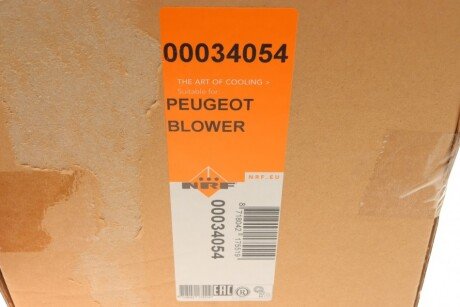 00034054
THE ART OF COOLING >
Suitable for:
PEUGEOT
BLOWER
NRF
NRF.EU
00034054
EAC